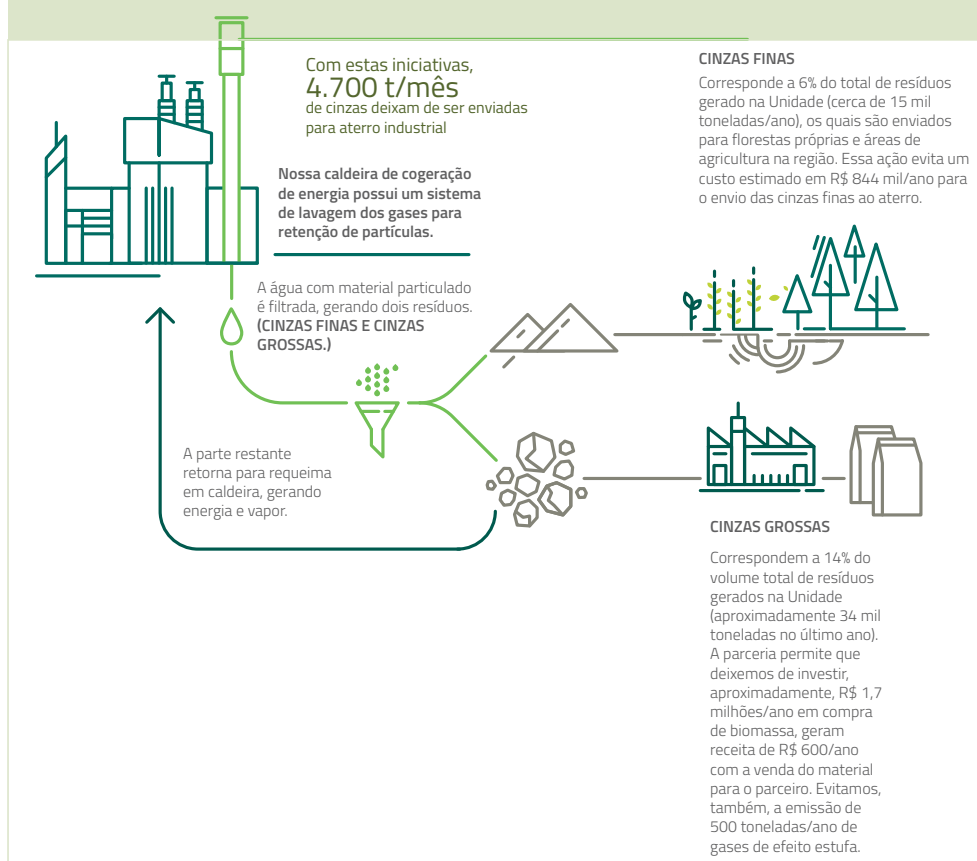 Com estas iniciativas,
4.700 t/mês
de cinzas deixam de ser enviadas
para aterro industrial
Nossa caldeira de cogeração
de energia possui um sistema
de lavagem dos gases para
retenção de partículas.
A água com material particulado
é filtrada, gerando dois resíduos.
(CINZAS FINAS E CINZAS
GROSSAS.)
A parte restante
retorna para requeima
em caldeira, gerando
energia e vapor.
CINZAS FINAS
Corresponde a 6% do total de resíduos
gerado na Unidade (cerca de 15 mil
toneladas/ano), os quais são enviados
para florestas próprias e áreas de
agricultura na região. Essa ação evita um
custo estimado em R$ 844 mil/ano para
o envio das cinzas finas ao aterro.
CINZAS GROSSAS
Correspondem a 14% do
volume total de resíduos
gerados na Unidade
(aproximadamente 34 mil
toneladas no último ano).
A parceria permite que
deixemos de investir,
aproximadamente, R$ 1,7
milhões/ano em compra
de biomassa, geram
receita de R$ 600/ano
com a venda do material
para o parceiro. Evitamos,
também, a emissão de
500 toneladas/ano de
gases de efeito estufa.